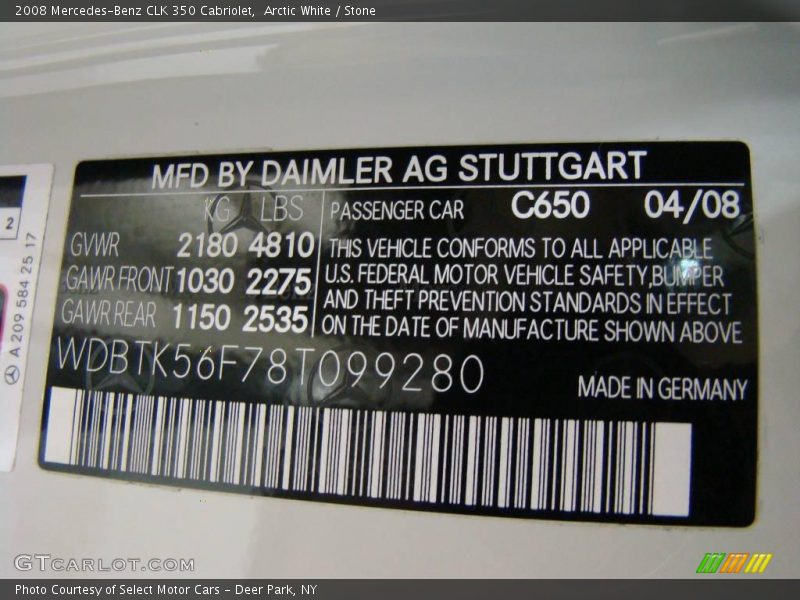 2008 Mercedes-Benz CLK 350 Cabriolet, Arctic White / Stone
MFD BY DAIMLER AG STUTTGART
KG LBS
GVWR 2180 4810
GAWR FRONT 1030 2275
GAWR REAR 1150 2535
PASSENGER CAR C650 04/08
THIS VEHICLE CONFORMS TO ALL APPLICABLE
U.S. FEDERAL MOTOR VEHICLE SAFETY, BUMPER
AND THEFT PREVENTION STANDARDS IN EFFECT
ON THE DATE OF MANUFACTURE SHOWN ABOVE
WDBTK56F78T099280
MADE IN GERMANY
2
A 209 584 25 17
GTCARLOT.COM
Photo Courtesy of Select Motor Cars - Deer Park, NY